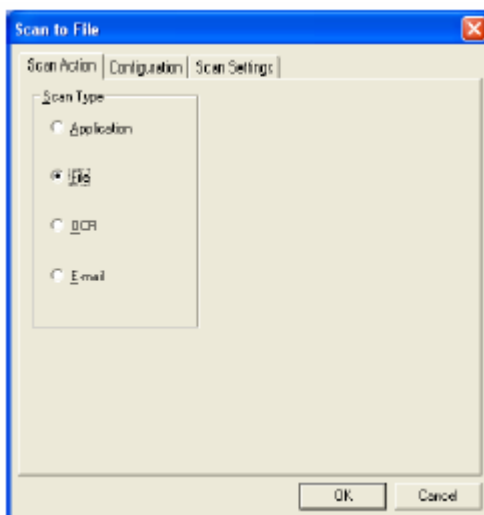 Scan to File
Scan Action Configuration Scan Settings
Scan Type
Application
File
OCR
E-mail
OK Cancel